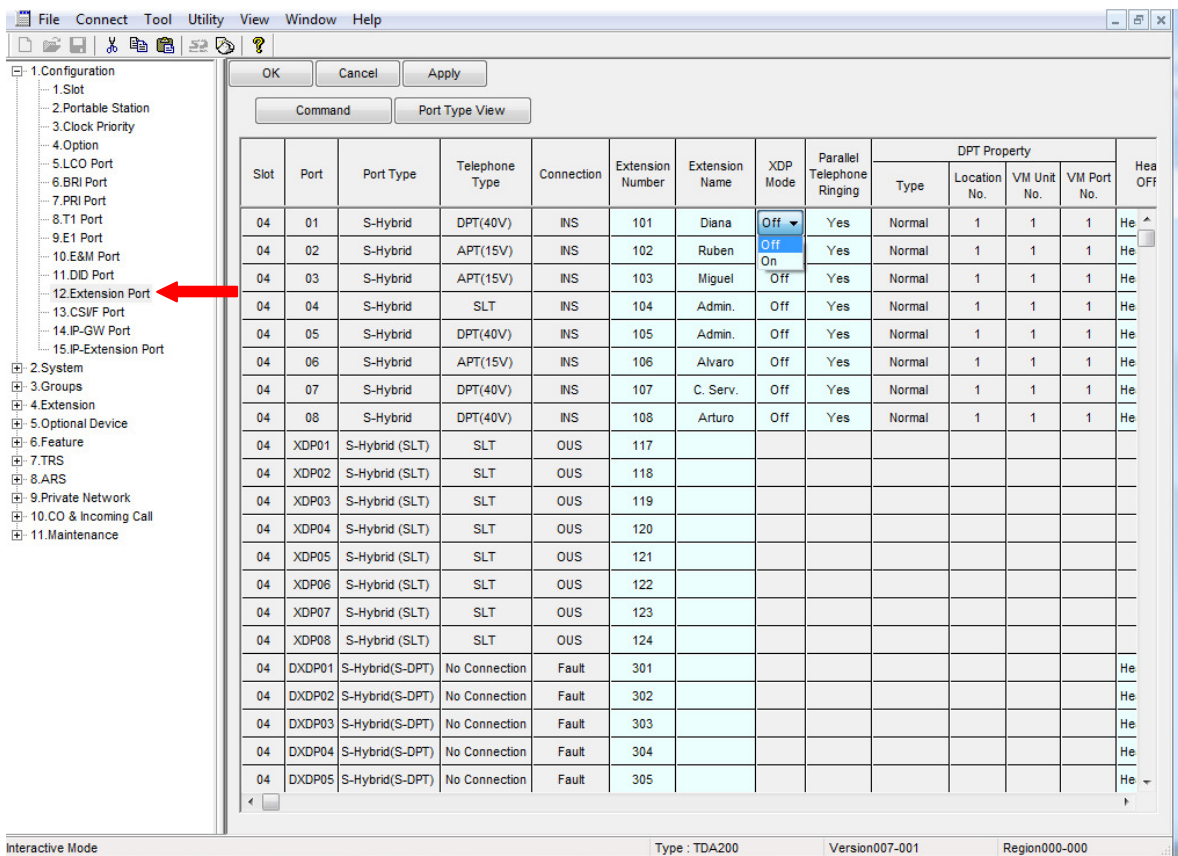 File Connect Tool Utility View Window Help
1.Configuration
1.Slot
2.Portable Station
3.Clock Priority
4.Option
5.LCO Port
6.BRI Port
7.PRI Port
8.T1 Port
9.E1 Port
10.E&M Port
11.DID Port
12.Extension Port
13.CSI/F Port
14.IP-GW Port
15.IP-Extension Port
2.System
3.Groups
4.Extension
5.Optional Device
6.Feature
7.TRS
8.ARS
9.Private Network
10.CO & Incoming Call
11.Maintenance
OK Cancel Apply
Command Port Type View
Slot Port Port Type Telephone Type Connection Extension Number Extension Name XDP Mode Parallel Telephone Ringing DPT Property Type Location No. VM Unit No. VM Port No. Hea OFF
04 01 S-Hybrid DPT(40V) INS 101 Diana Off Yes Normal 1 1 1 He
Off
On
04 02 S-Hybrid APT(15V) INS 102 Ruben Yes Normal 1 1 1 He
04 03 S-Hybrid APT(15V) INS 103 Miguel Off Yes Normal 1 1 1 He
04 04 S-Hybrid SLT INS 104 Admin. Off Yes Normal 1 1 1 He
04 05 S-Hybrid DPT(40V) INS 105 Admin. Off Yes Normal 1 1 1 He
04 06 S-Hybrid APT(15V) INS 106 Alvaro Off Yes Normal 1 1 1 He
04 07 S-Hybrid DPT(40V) INS 107 C. Serv. Off Yes Normal 1 1 1 He
04 08 S-Hybrid DPT(40V) INS 108 Arturo Off Yes Normal 1 1 1 He
04 XDP01 S-Hybrid (SLT) SLT OUS 117
04 XDP02 S-Hybrid (SLT) SLT OUS 118
04 XDP03 S-Hybrid (SLT) SLT OUS 119
04 XDP04 S-Hybrid (SLT) SLT OUS 120
04 XDP05 S-Hybrid (SLT) SLT OUS 121
04 XDP06 S-Hybrid (SLT) SLT OUS 122
04 XDP07 S-Hybrid (SLT) SLT OUS 123
04 XDP08 S-Hybrid (SLT) SLT OUS 124
04 DXDP01 S-Hybrid(S-DPT) No Connection Fault 301 He
04 DXDP02 S-Hybrid(S-DPT) No Connection Fault 302 He
04 DXDP03 S-Hybrid(S-DPT) No Connection Fault 303 He
04 DXDP04 S-Hybrid(S-DPT) No Connection Fault 304 He
04 DXDP05 S-Hybrid(S-DPT) No Connection Fault 305 He
Interactive Mode Type : TDA200 Version007-001 Region000-000